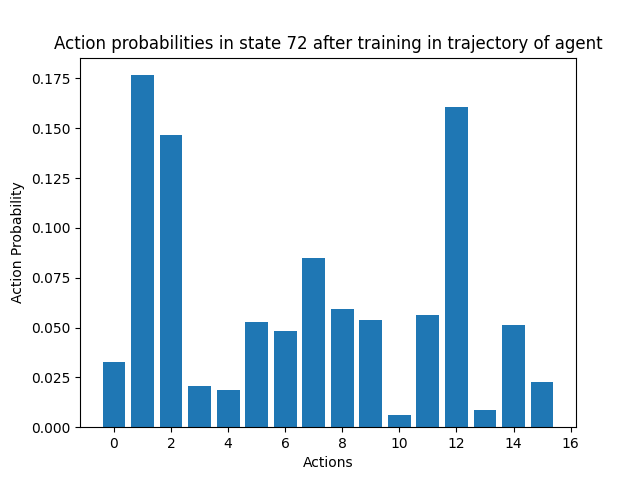 Action probabilities in state 72 after training in trajectory of agent
0.175
0.150
0.125
0.100
0.075
0.050
0.025
0.000
Action Probability
0 2 4 6 8 10 12 14 16
Actions